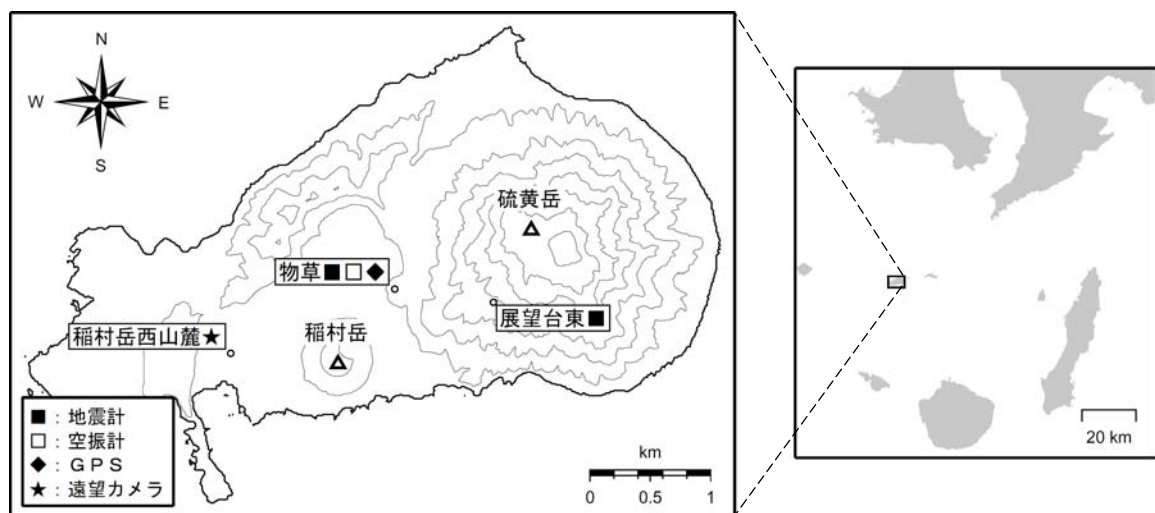 N
W
E
S
硫黄岳
物草■□◆
展望台東■
稲村岳西山麓★
稲村岳
■：地震計
□：空振計
◆：ＧＰＳ
★：遠望カメラ
km
0 0.5 1
20 km